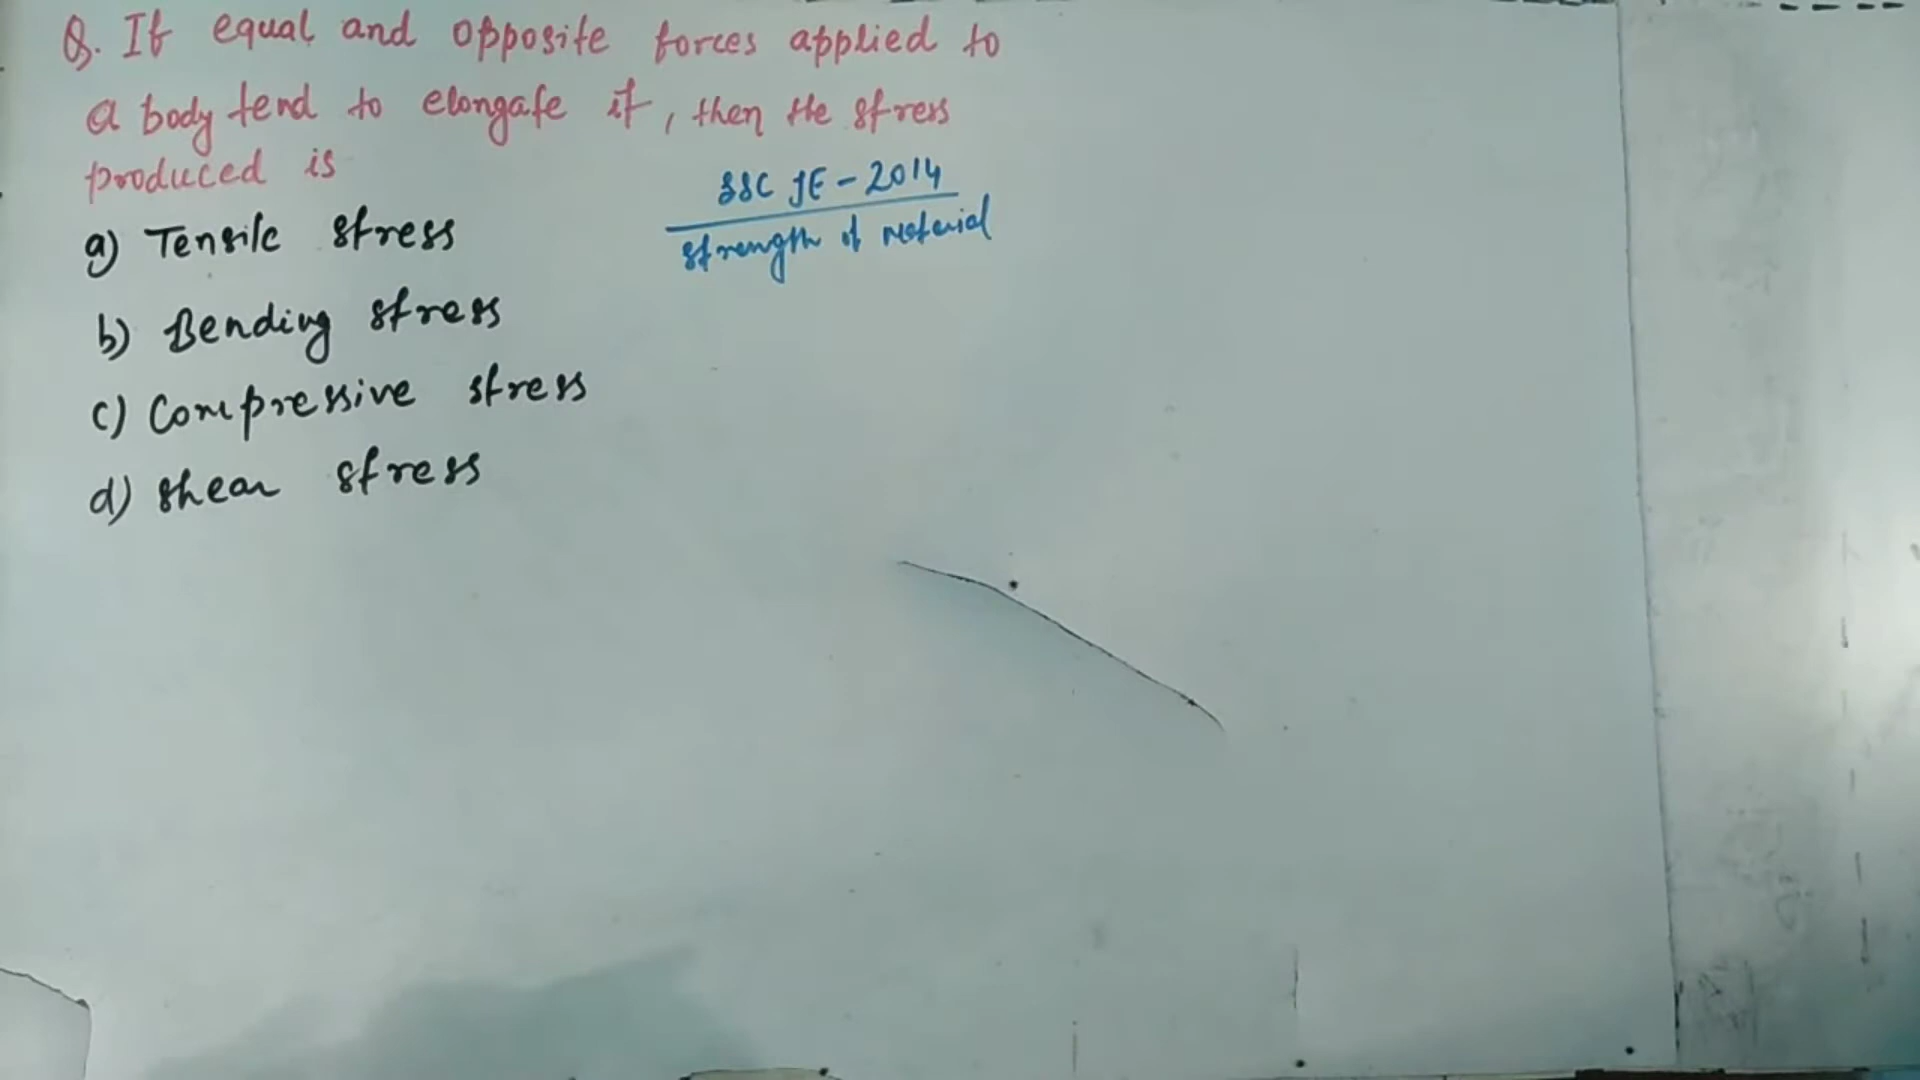 Q. If equal and opposite forces applied to
a body tend to elongate it, then the stress
produced is
SSC JE - 2014
strength of material
a) Tensile stress
b) Bending stress
c) Compressive stress
d) shear stress